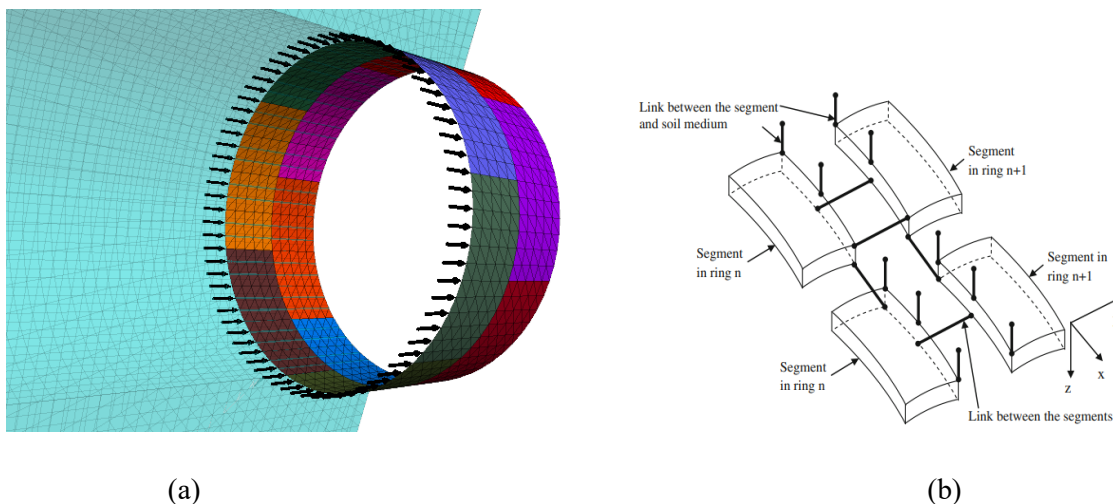 Link between the segment
and soil medium
Segment
in ring n+1
Segment
in ring n
Segment in
ring n+1
Segment
in ring n
z
x
Link between the segments
(a)
(b)